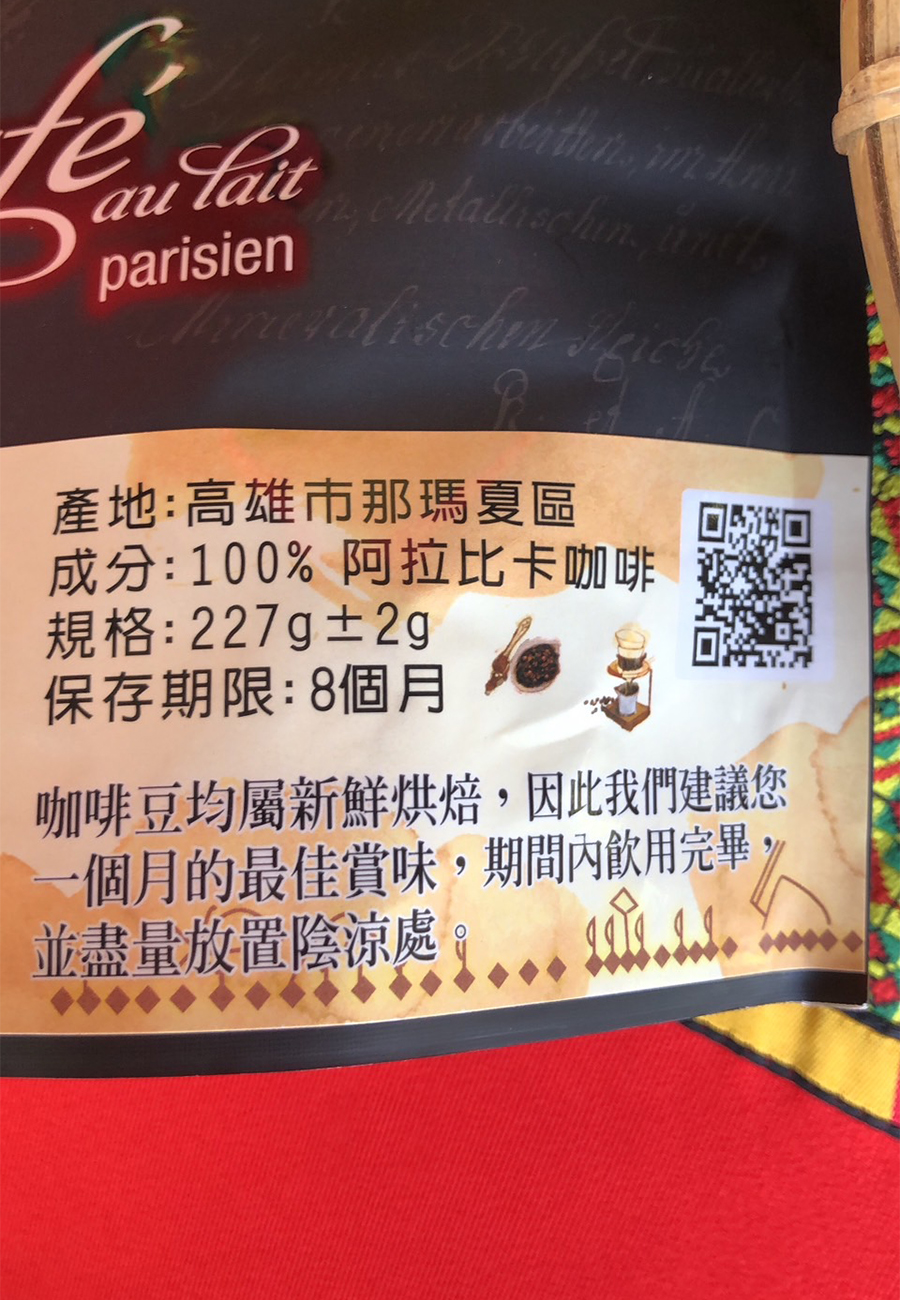 fé
au lait
parisien
Mineralischen Reiche
產地:高雄市那瑪夏區
成分:100% 阿拉比卡咖啡
規格:227g±2g
保存期限:8個月
咖啡豆均屬新鮮烘焙,因此我們建議您
一個月的最佳賞味,期間內飲用完畢,
並盡量放置陰涼處。